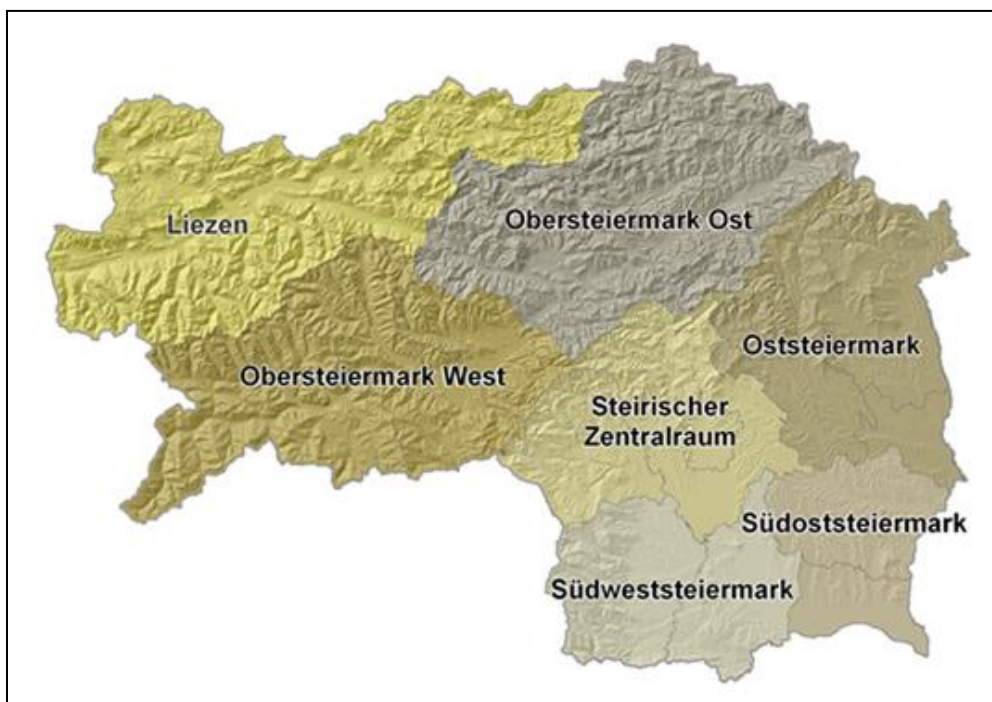 Liezen
Obersteiermark Ost
Oststeiermark
Obersteiermark West
Steirischer
Zentralraum
Südoststeiermark
Südweststeiermark